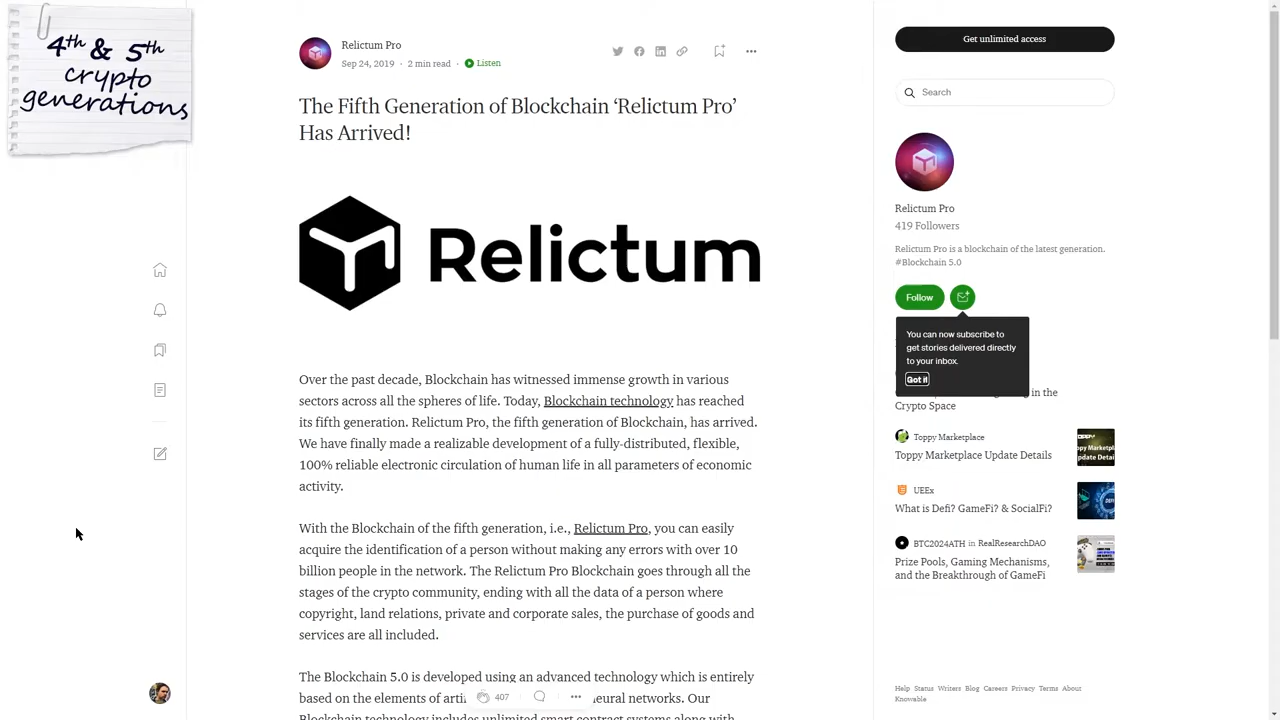 4th & 5th
crypto
generations
Relictum Pro
Sep 24, 2019 · 2 min read · Listen
The Fifth Generation of Blockchain ‘Relictum Pro’
Has Arrived!
Relictum
Over the past decade, Blockchain has witnessed immense growth in various
sectors across all the spheres of life. Today, Blockchain technology has reached
its fifth generation. Relictum Pro, the fifth generation of Blockchain, has arrived.
We have finally made a realizable development of a fully-distributed, flexible,
100% reliable electronic circulation of human life in all parameters of economic
activity.
With the Blockchain of the fifth generation, i.e., Relictum Pro, you can easily
acquire the identification of a person without making any errors with over 10
billion people in the network. The Relictum Pro Blockchain goes through all the
stages of the crypto community, ending with all the data of a person where
copyright, land relations, private and corporate sales, the purchase of goods and
services are all included.
The Blockchain 5.0 is developed using an advanced technology which is entirely
based on the elements of
neural networks. Our
407
Blockchain technology includes unlimited smart contract systems along with
Get unlimited access
Search
Relictum Pro
419 Followers
Relictum Pro is a blockchain of the latest generation.
#Blockchain 5.0
Follow
You can now subscribe to
get stories delivered directly
to your inbox.
Got it
in the
Crypto Space
Toppy Marketplace
Toppy Marketplace Update Details
UEEx
What is Defi? GameFi? & SocialFi?
BTC2024ATH in RealResearchDAO
Prize Pools, Gaming Mechanisms,
and the Breakthrough of GameFi
Help Status Writers Blog Careers Privacy Terms About
Knowable